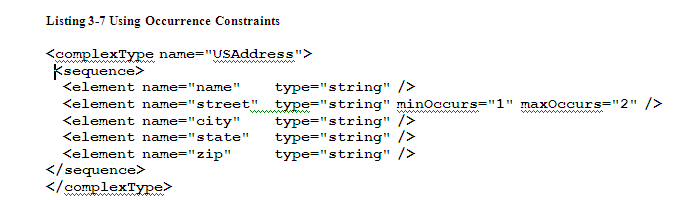 Listing 3-7 Using Occurrence Constraints
<complexType name="USAddress">
<sequence>
<element name="name" type="string" />
<element name="street" type="string" minOccurs="1" maxOccurs="2" />
<element name="city" type="string" />
<element name="state" type="string" />
<element name="zip" type="string" />
</sequence>
</complexType>